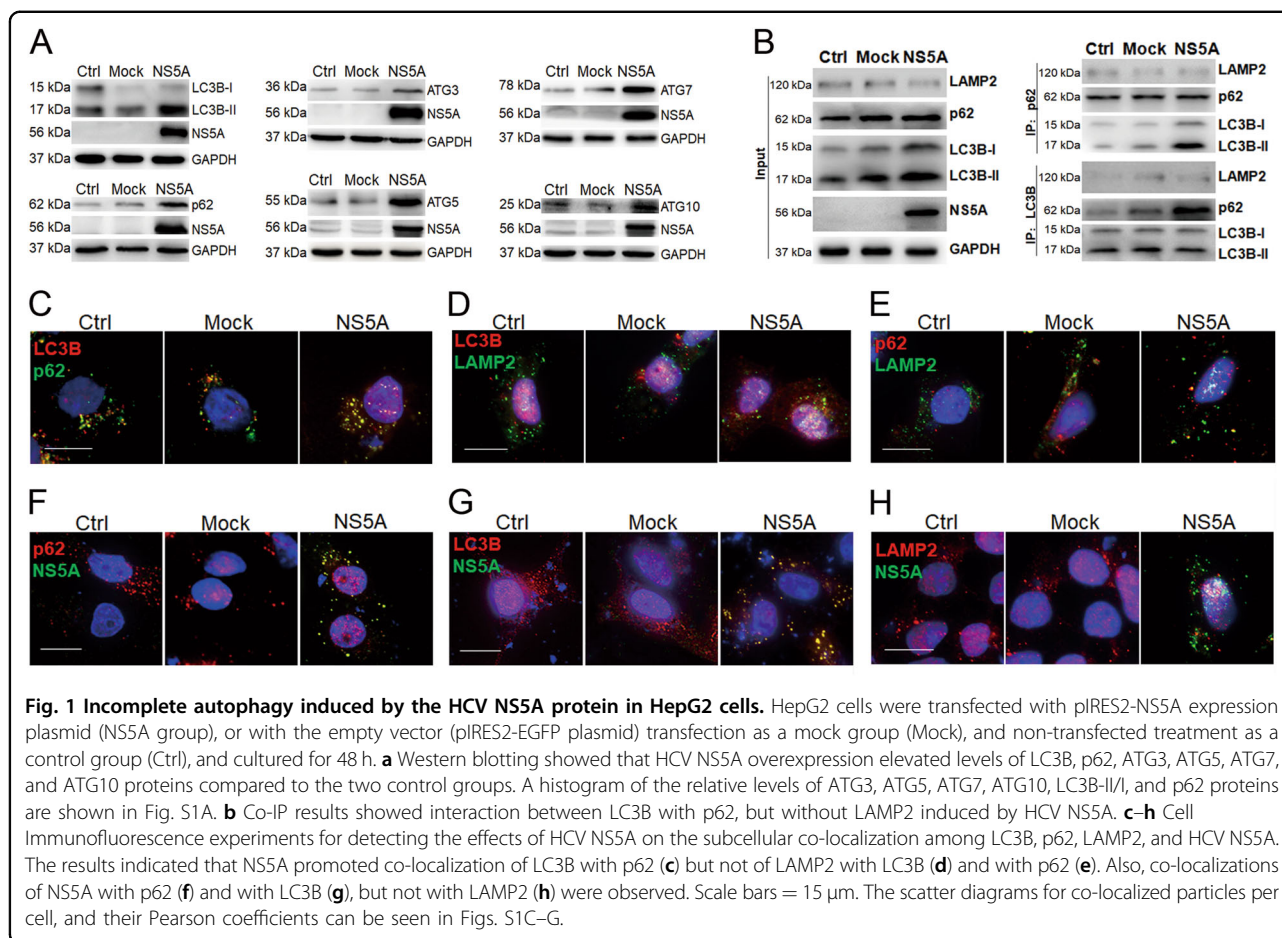 A
Ctrl Mock NS5A
15 kDa LC3B-I
17 kDa LC3B-II
56 kDa NS5A
37 kDa GAPDH
Ctrl Mock NS5A
36 kDa ATG3
56 kDa NS5A
37 kDa GAPDH
Ctrl Mock NS5A
78 kDa ATG7
56 kDa NS5A
37 kDa GAPDH
Ctrl Mock NS5A
62 kDa p62
56 kDa NS5A
37 kDa GAPDH
Ctrl Mock NS5A
55 kDa ATG5
56 kDa NS5A
37 kDa GAPDH
Ctrl Mock NS5A
25 kDa ATG10
56 kDa NS5A
37 kDa GAPDH
B
Ctrl Mock NS5A
Input
120 kDa LAMP2
62 kDa p62
15 kDa LC3B-I
17 kDa LC3B-II
56 kDa NS5A
37 kDa GAPDH
Ctrl Mock NS5A
IP: p62
120 kDa LAMP2
62 kDa p62
15 kDa LC3B-I
17 kDa LC3B-II
IP: LC3B
120 kDa LAMP2
62 kDa p62
15 kDa LC3B-I
17 kDa LC3B-II
C
Ctrl Mock NS5A
LC3B
p62
D
Ctrl Mock NS5A
LC3B
LAMP2
E
Ctrl Mock NS5A
p62
LAMP2
F
Ctrl Mock NS5A
p62
NS5A
G
Ctrl Mock NS5A
LC3B
NS5A
H
Ctrl Mock NS5A
LAMP2
NS5A
Fig. 1 Incomplete autophagy induced by the HCV NS5A protein in HepG2 cells. HepG2 cells were transfected with pIRES2-NS5A expression
plasmid (NS5A group), or with the empty vector (pIRES2-EGFP plasmid) transfection as a mock group (Mock), and non-transfected treatment as a
control group (Ctrl), and cultured for 48 h. a Western blotting showed that HCV NS5A overexpression elevated levels of LC3B, p62, ATG3, ATG5, ATG7,
and ATG10 proteins compared to the two control groups. A histogram of the relative levels of ATG3, ATG5, ATG7, ATG10, LC3B-II/I, and p62 proteins
are shown in Fig. S1A. b Co-IP results showed interaction between LC3B with p62, but without LAMP2 induced by HCV NS5A. c–h Cell
Immunofluorescence experiments for detecting the effects of HCV NS5A on the subcellular co-localization among LC3B, p62, LAMP2, and HCV NS5A.
The results indicated that NS5A promoted co-localization of LC3B with p62 (c) but not of LAMP2 with LC3B (d) and with p62 (e). Also, co-localizations
of NS5A with p62 (f) and with LC3B (g), but not with LAMP2 (h) were observed. Scale bars = 15 μm. The scatter diagrams for co-localized particles per
cell, and their Pearson coefficients can be seen in Figs. S1C–G.